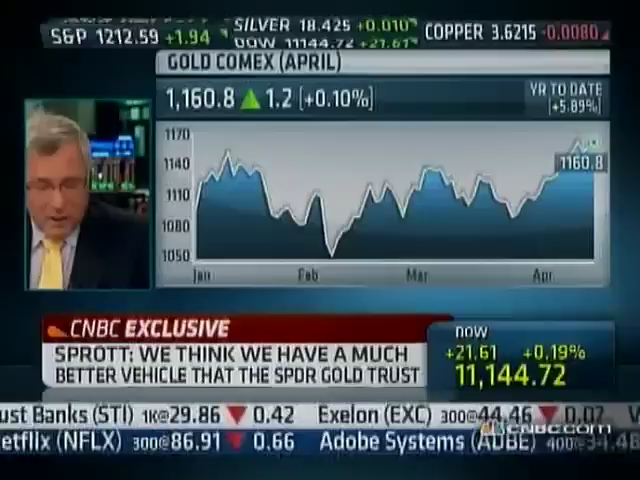 S&P 1212.59 +1.94
SILVER 18.425 +0.010
DOW 11144.72 +21.61
COPPER 3.6215 -0.0080
GOLD COMEX (APRIL)
1,160.8 1.2 [+0.10%]
YR TO DATE
[+5.89%]
1170
1140
1110
1080
1050
1160.8
Jan Feb Mar Apr
CNBC EXCLUSIVE
SPROTT: WE THINK WE HAVE A MUCH
BETTER VEHICLE THAT THE SPDR GOLD TRUST
now
+21.61 +0.19%
11,144.72
ust Banks (STI) 1K@29.86 0.42 Exelon (EXC) 300@44.46 0.07
etflix (NFLX) 300@86.91 0.66 Adobe Systems (ADBE)
CNBC.com